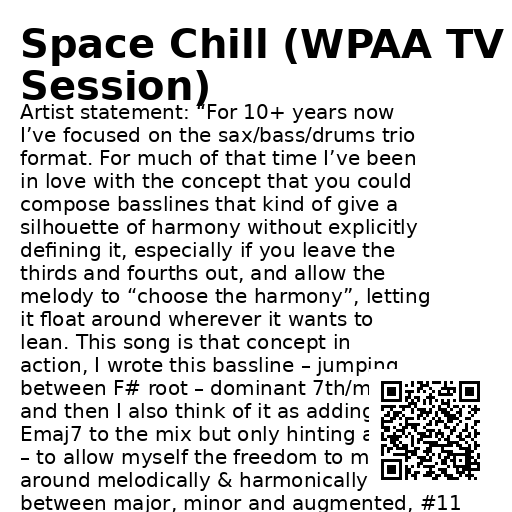 Space Chill (WPAA TV
Session)
Artist statement: “For 10+ years now
I’ve focused on the sax/bass/drums trio
format. For much of that time I’ve been
in love with the concept that you could
compose basslines that kind of give a
silhouette of harmony without explicitly
defining it, especially if you leave the
thirds and fourths out, and allow the
melody to “choose the harmony”, letting
it float around wherever it wants to
lean. This song is that concept in
action, I wrote this bassline – jumping
between F# root – dominant 7th/m
and then I also think of it as adding
Emaj7 to the mix but only hinting a
– to allow myself the freedom to m
around melodically & harmonically
between major, minor and augmented, #11